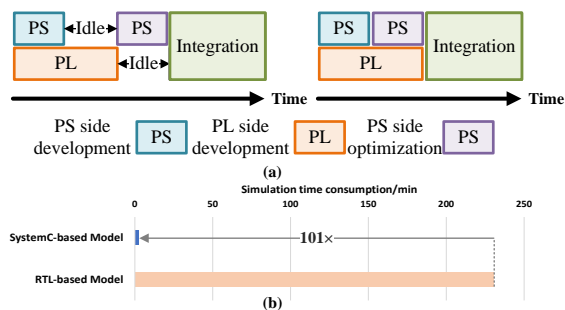 PS Idle PS Integration
PL Idle
Time
PS PS Integration
PL
Time
PS side development PS
PL side development PL
PS side optimization PS
(a)
Simulation time consumption/min
0 50 100 150 200 250
SystemC-based Model
101×
RTL-based Model
(b)